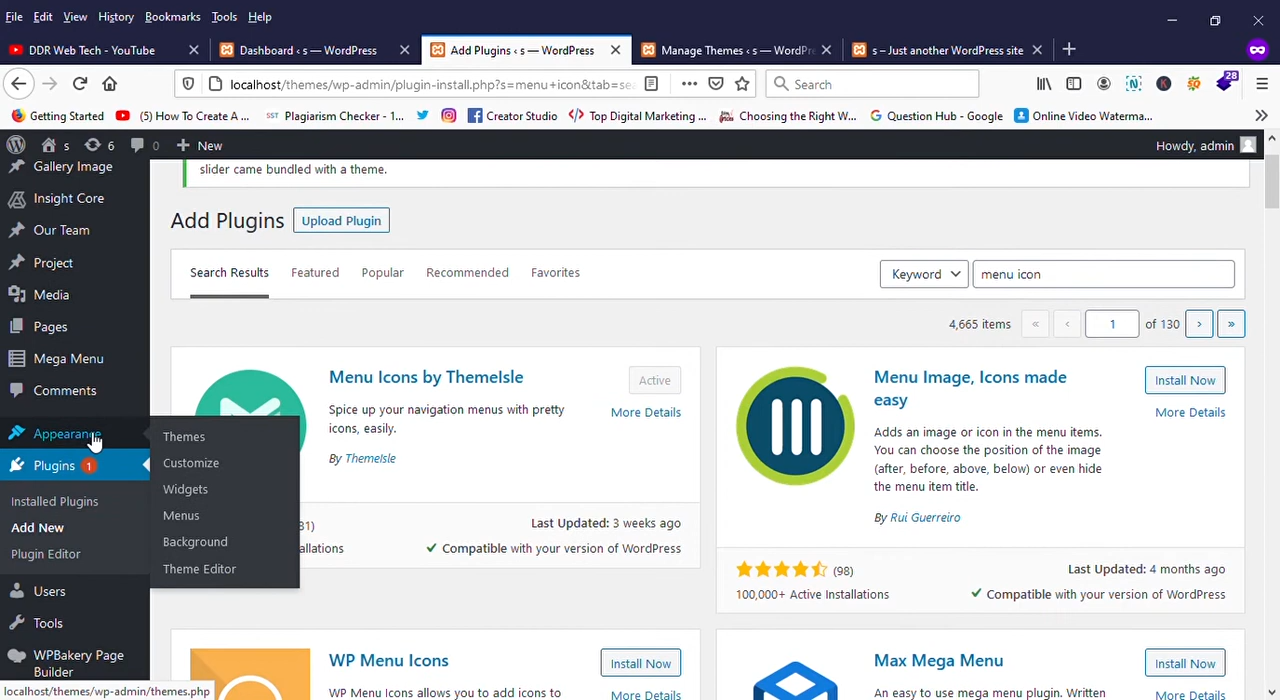 File Edit View History Bookmarks Tools Help
DDR Web Tech - YouTube
Dashboard ‹ s — WordPress
Add Plugins ‹ s — WordPress
Manage Themes ‹ s — WordPre
s – Just another WordPress site
localhost/themes/wp-admin/plugin-install.php?s=menu+icon&tab=sea
Search
28
Getting Started
(5) How To Create A ...
SST Plagiarism Checker - 1...
Creator Studio
Top Digital Marketing ...
Choosing the Right W...
Question Hub - Google
Online Video Waterma...
s 6 0 + New
Howdy, admin
Gallery Image
Insight Core
Our Team
Project
Media
Pages
Mega Menu
Comments
Appearance
Plugins 1
Installed Plugins
Add New
Plugin Editor
Users
Tools
WPBakery Page
Builder
localhost/themes/wp-admin/themes.php
Themes
Customize
Widgets
Menus
Background
Theme Editor
slider came bundled with a theme.
Add Plugins
Upload Plugin
Search Results
Featured
Popular
Recommended
Favorites
Keyword
menu icon
4,665 items « ‹ 1 of 130 › »
Menu Icons by ThemeIsle
Active
More Details
Spice up your navigation menus with pretty
icons, easily.
By ThemeIsle
31)
allations
Last Updated: 3 weeks ago
Compatible with your version of WordPress
Menu Image, Icons made
easy
Install Now
More Details
Adds an image or icon in the menu items.
You can choose the position of the image
(after, before, above, below) or even hide
the menu item title.
By Rui Guerreiro
(98)
100,000+ Active Installations
Last Updated: 4 months ago
Compatible with your version of WordPress
WP Menu Icons
Install Now
WP Menu Icons allows you to add icons to
More Details
Max Mega Menu
Install Now
An easy to use mega menu plugin. Written
More Details